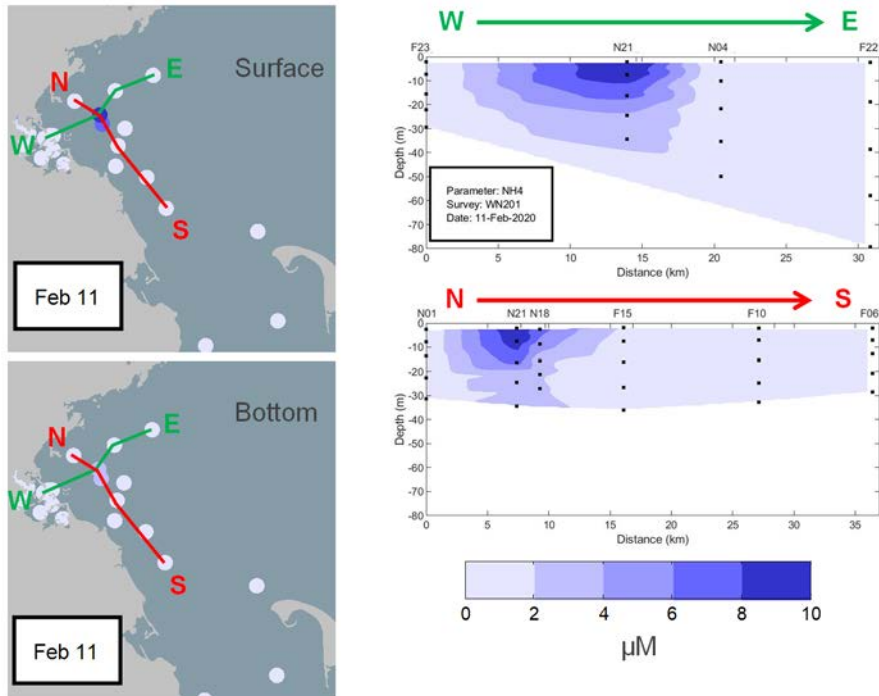 N
E
Surface
W
S
Feb 11
N
E
Bottom
W
S
Feb 11
W E
F23 N21 N04 F22
0
-10
-20
-30
-40
-50
-60
-70
-80
Depth (m)
Parameter: NH4
Survey: WN201
Date: 11-Feb-2020
0 5 10 15 20 25 30
Distance (km)
N S
N01 N21 N18 F15 F10 F06
0
-10
-20
-30
-40
-50
-60
-70
-80
Depth (m)
0 5 10 15 20 25 30 35
Distance (km)
0 2 4 6 8 10
µM